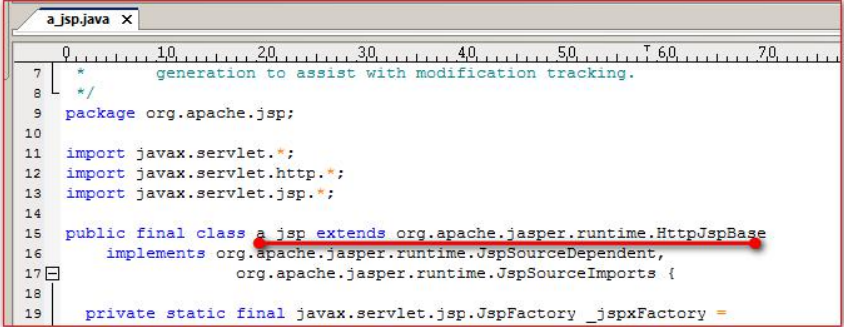 a_jsp.java X
0 10 20 30 40 50 60 70
7 * generation to assist with modification tracking.
8 */
9 package org.apache.jsp;
10
11 import javax.servlet.*;
12 import javax.servlet.http.*;
13 import javax.servlet.jsp.*;
14
15 public final class a_jsp extends org.apache.jasper.runtime.HttpJspBase
16 implements org.apache.jasper.runtime.JspSourceDependent,
17 org.apache.jasper.runtime.JspSourceImports {
18
19 private static final javax.servlet.jsp.JspFactory _jspxFactory =